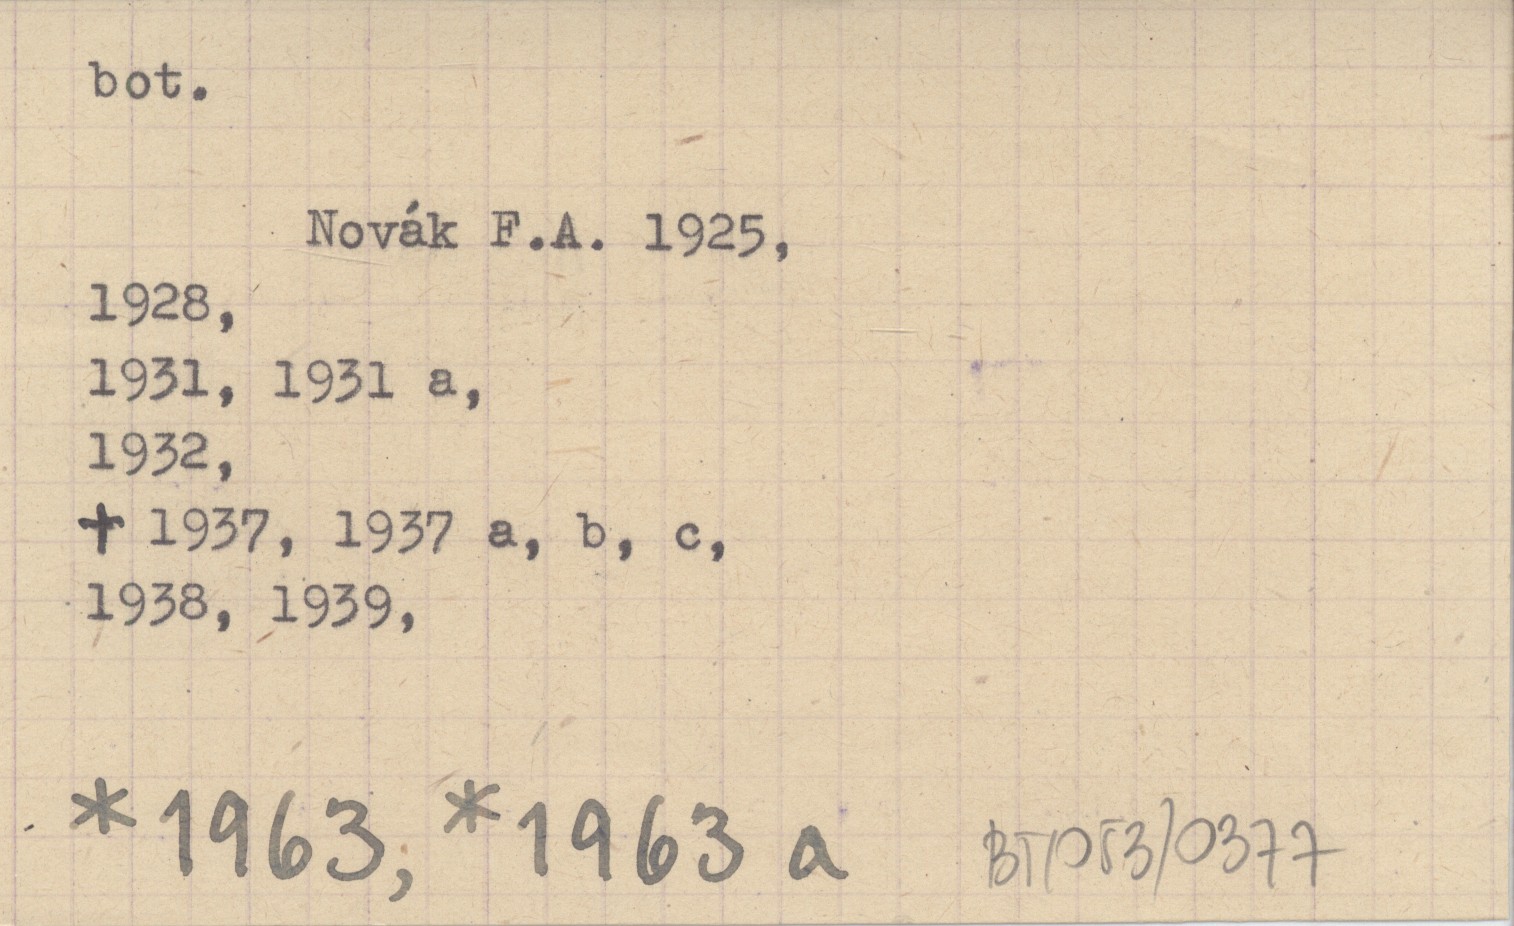 bot.
Novák F.A. 1925,
1928,
1931, 1931 a,
1932,
† 1937, 1937 a, b, c,
1938, 1939,
*1963, *1963 a
BT/053/0377